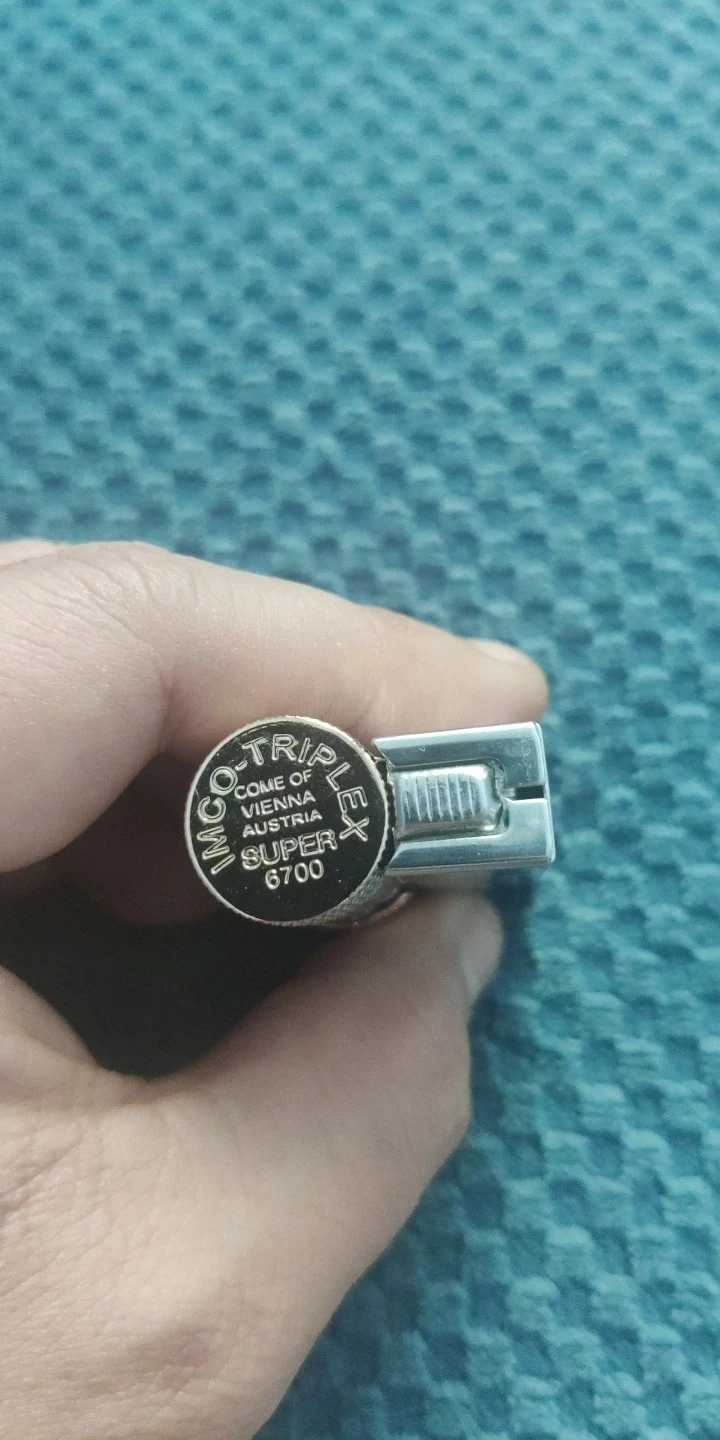 IMCO-TRIPLEX
COME OF
VIENNA
AUSTRIA
SUPER
6700